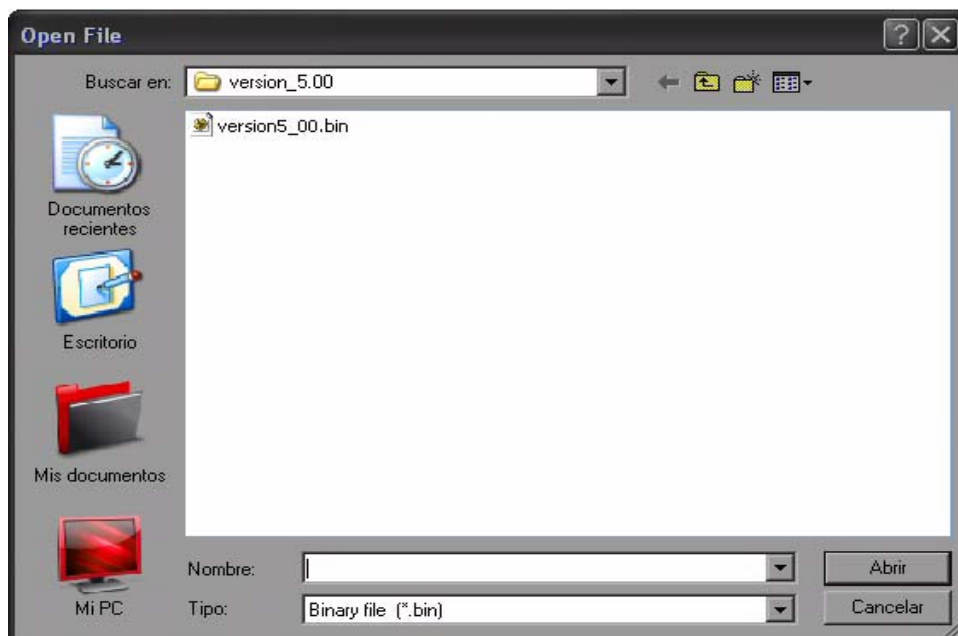 Open File
Buscar en: version_5.00
version5_00.bin
Documentos
recientes
Escritorio
Mis documentos
Mi PC
Nombre: Abrir
Tipo: Binary file (*.bin) Cancelar